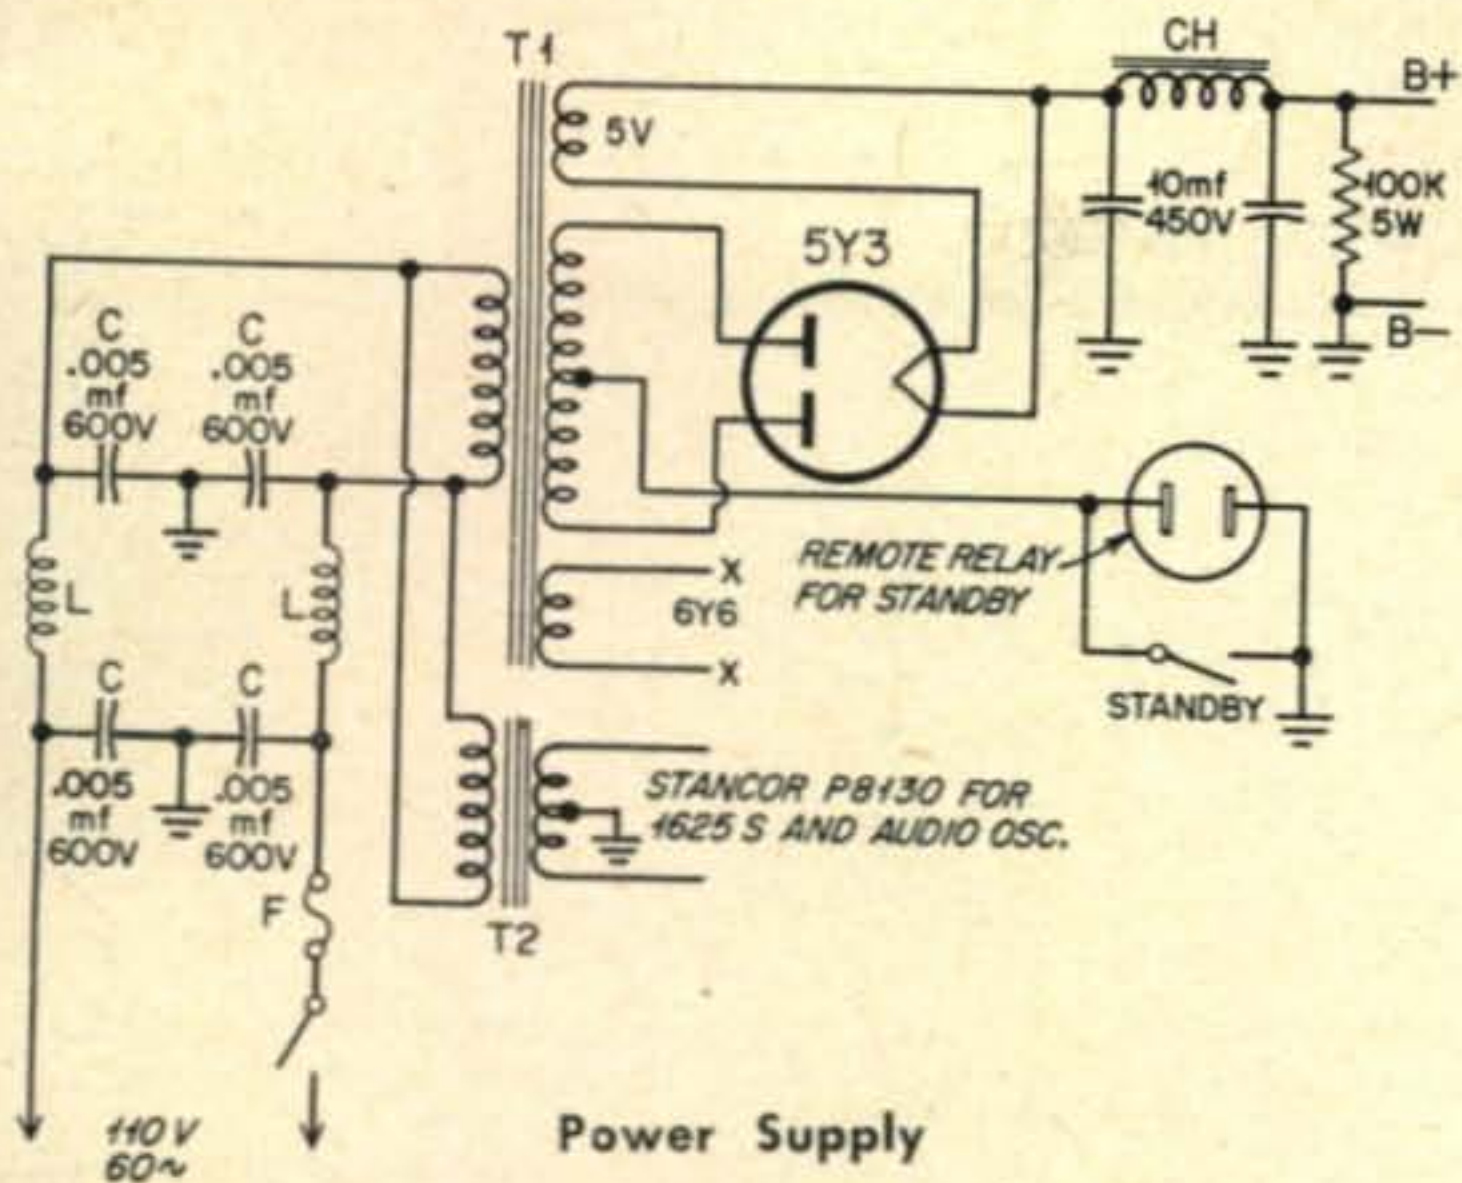 T1
CH
B+
5V
10mf
450V
100K
5W
5Y3
B—
C
.005
mf
600V
C
.005
mf
600V
REMOTE RELAY
FOR STANDBY
L
L
X
6Y6
X
STANDBY
C
.005
mf
600V
C
.005
mf
600V
STANCOR P8130 FOR
1625 S AND AUDIO OSC.
F
T2
110V
60~
Power Supply